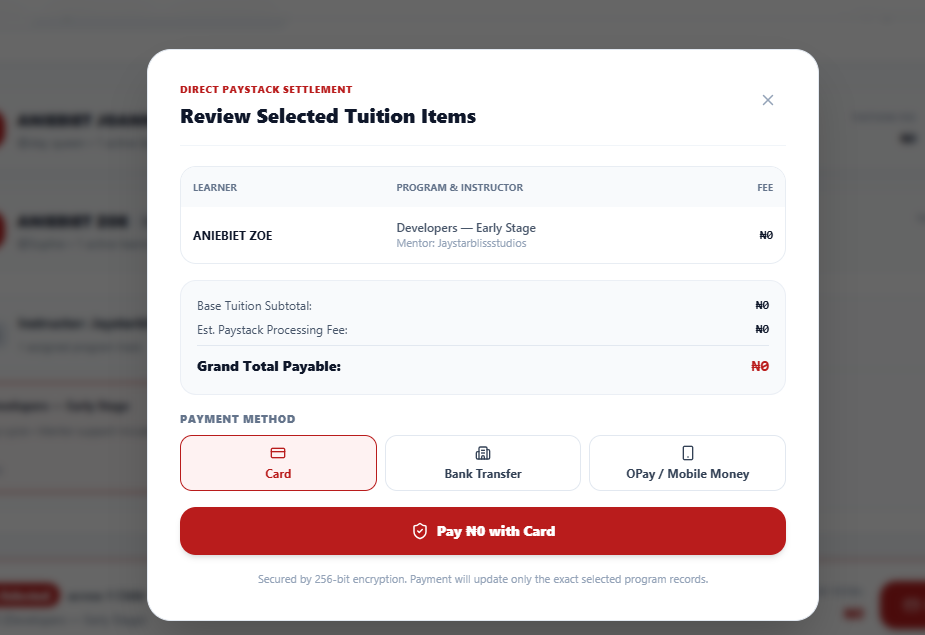 DIRECT PAYSTACK SETTLEMENT
Review Selected Tuition Items
LEARNER PROGRAM & INSTRUCTOR FEE
ANIEBIET ZOE Developers — Early Stage ₦0
Mentor: Jaystarblissstudios
Base Tuition Subtotal: ₦0
Est. Paystack Processing Fee: ₦0
Grand Total Payable: ₦0
PAYMENT METHOD
Card Bank Transfer OPay / Mobile Money
Pay ₦0 with Card
Secured by 256-bit encryption. Payment will update only the exact selected program records.